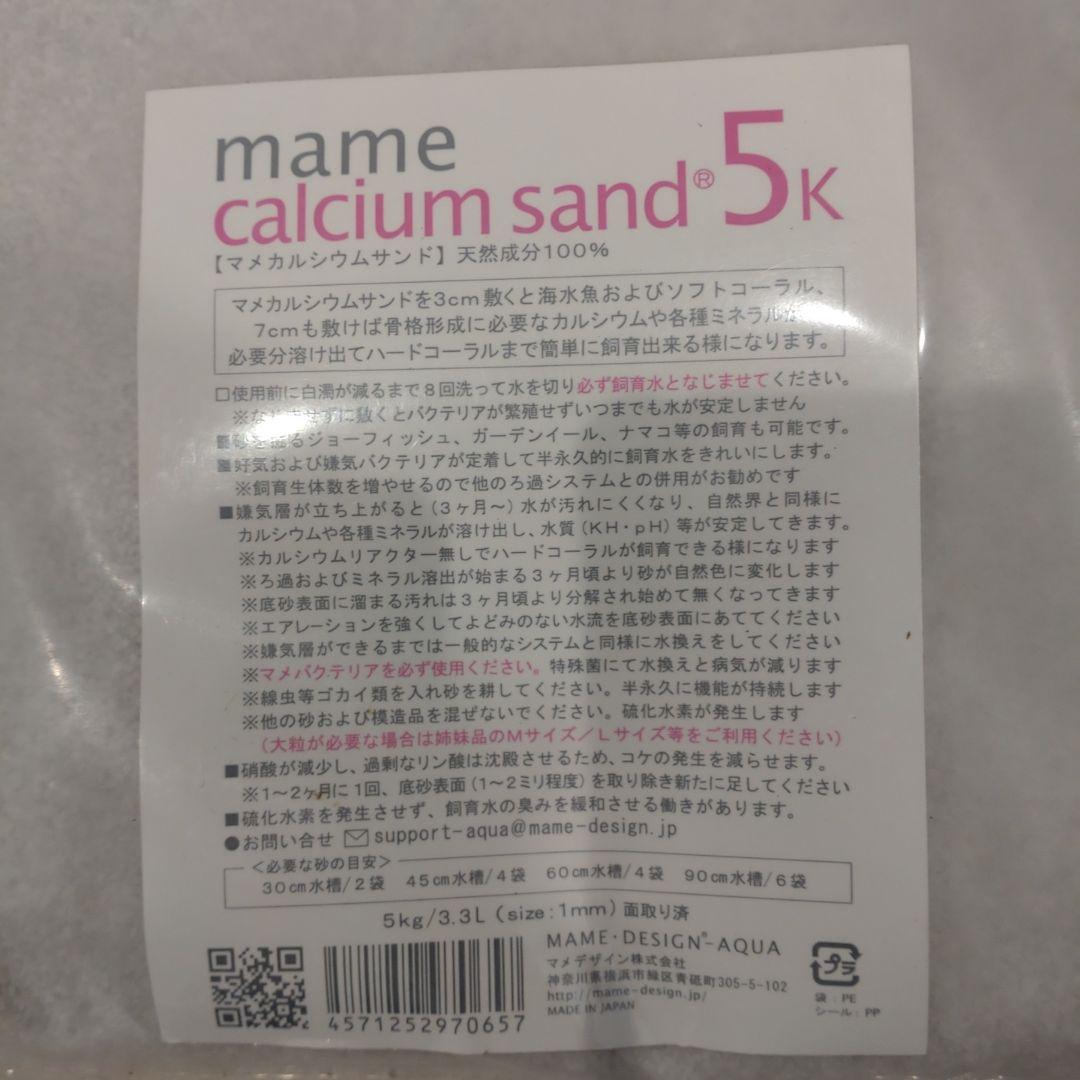 mame
calcium sand® 5K
【マメカルシウムサンド】天然成分100%
マメカルシウムサンドを3cm敷くと海水魚およびソフトコーラル、
7cmも敷けば骨格形成に必要なカルシウムや各種ミネラルが
必要分溶け出てハードコーラルまで簡単に飼育出来る様になります。
□使用前に白濁が減るまで8回洗って水を切り必ず飼育水となじませてください。
※なじませずに敷くとバクテリアが繁殖せずいつまでも水が安定しません
■砂を掘るジョーフィッシュ、ガーデンイール、ナマコ等の飼育も可能です。
■好気および嫌気バクテリアが定着して半永久的に飼育水をきれいにします。
※飼育生体数を増やせるので他のろ過システムとの併用がお勧めです
■嫌気層が立ち上がると(3ヶ月〜)水が汚れにくくなり、自然界と同様に
カルシウムや各種ミネラルが溶け出し、水質(KH・pH)等が安定してきます。
※カルシウムリアクター無しでハードコーラルが飼育できる様になります
※ろ過およびミネラル溶出が始まる3ヶ月頃より砂が自然色に変化します
※底砂表面に溜まる汚れは3ヶ月頃より分解され始めて無くなってきます
※エアレーションを強くしてよどみのない水流を底砂表面にあててください
※嫌気層ができるまでは一般的なシステムと同様に水換えをしてください
※マメバクテリアを必ず使用ください。特殊菌にて水換えと病気が減ります
※線虫等ゴカイ類を入れ砂を耕してください。半永久に機能が持続します
※他の砂および模造品を混ぜないでください。硫化水素が発生します
(大粒が必要な場合は姉妹品のMサイズ/Lサイズ等をご利用ください)
■硝酸が減少し、過剰なリン酸は沈殿させるため、コケの発生を減らせます。
※1〜2ヶ月に1回、底砂表面(1〜2ミリ程度)を取り除き新たに足してください
■硫化水素を発生させず、飼育水の臭みを緩和させる働きがあります。
●お問い合せ support-aqua@mame-design.jp
<必要な砂の目安>
30cm水槽/2袋 45cm水槽/4袋 60cm水槽/4袋 90cm水槽/6袋
5kg/3.3L (size:1mm) 面取り済
MAME・DESIGN®-AQUA
マメデザイン株式会社
神奈川県横浜市緑区青砥町305-5-102
http://mame-design.jp/
MADE IN JAPAN
4571252970657
プラ
袋:PE
シール:PP